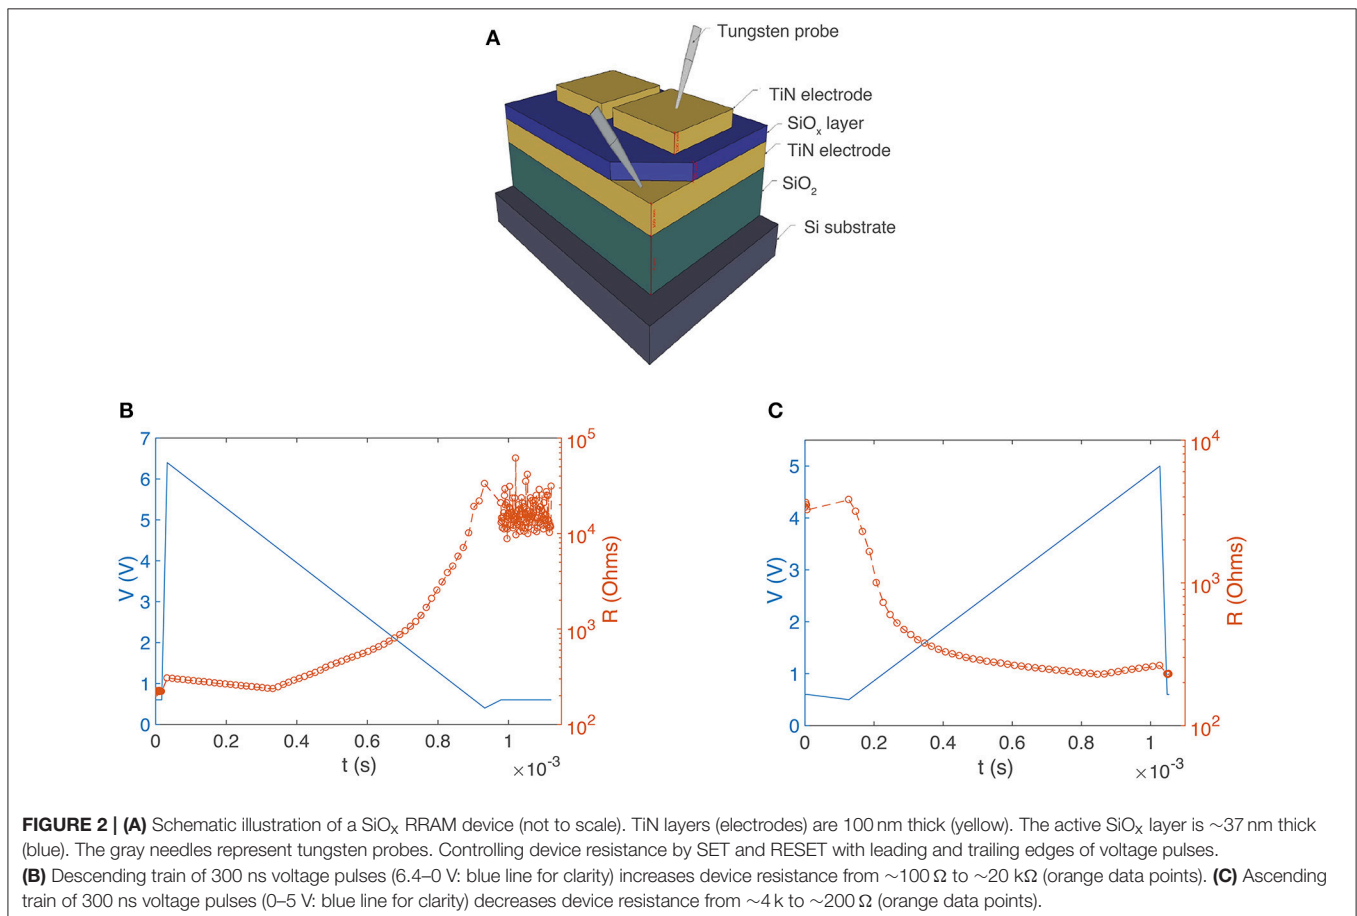 A
Tungsten probe
TiN electrode
SiOx layer
TiN electrode
SiO2
Si substrate
B
7
6
5
4
3
2
1
0
V (V)
10^5
10^4
10^3
10^2
R (Ohms)
0 0.2 0.4 0.6 0.8 1
t (s)
×10^-3
C
5
4
3
2
1
0
V (V)
10^4
10^3
10^2
R (Ohms)
0 0.2 0.4 0.6 0.8 1
t (s)
×10^-3
FIGURE 2 | (A) Schematic illustration of a SiOx RRAM device (not to scale). TiN layers (electrodes) are 100 nm thick (yellow). The active SiOx layer is ~37 nm thick
(blue). The gray needles represent tungsten probes. Controlling device resistance by SET and RESET with leading and trailing edges of voltage pulses.
(B) Descending train of 300 ns voltage pulses (6.4–0 V: blue line for clarity) increases device resistance from ~100 Ω to ~20 kΩ (orange data points). (C) Ascending
train of 300 ns voltage pulses (0–5 V: blue line for clarity) decreases device resistance from ~4 k to ~200 Ω (orange data points).